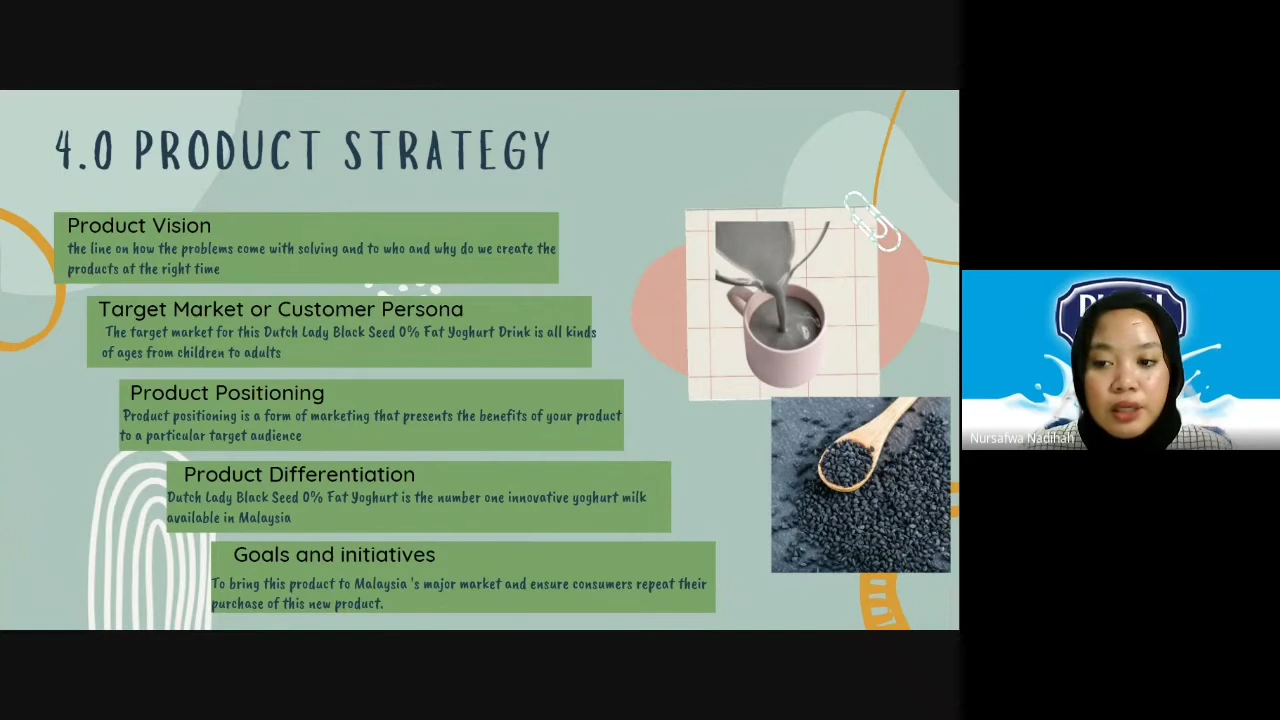 4.0 PRODUCT STRATEGY
Product Vision
the line on how the problems come with solving and to who and why do we create the
products at the right time
Target Market or Customer Persona
The target market for this Dutch Lady Black Seed 0% Fat Yoghurt Drink is all kinds
of ages from children to adults
Product Positioning
Product positioning is a form of marketing that presents the benefits of your product
to a particular target audience
Product Differentiation
Dutch Lady Black Seed 0% Fat Yoghurt is the number one innovative yoghurt milk
available in Malaysia
Goals and initiatives
To bring this product to Malaysia 's major market and ensure consumers repeat their
purchase of this new product.
Nursafwa Nadihah